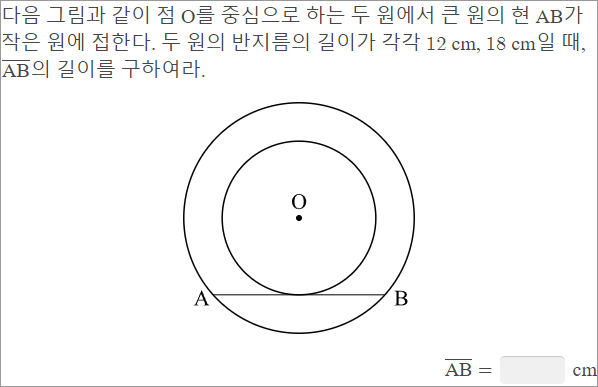 다음 그림과 같이 점 O를 중심으로 하는 두 원에서 큰 원의 현 AB가
작은 원에 접한다. 두 원의 반지름의 길이가 각각 12 cm, 18 cm일 때,
A̅B̅의 길이를 구하여라.
O
A
B
A̅B̅ = cm